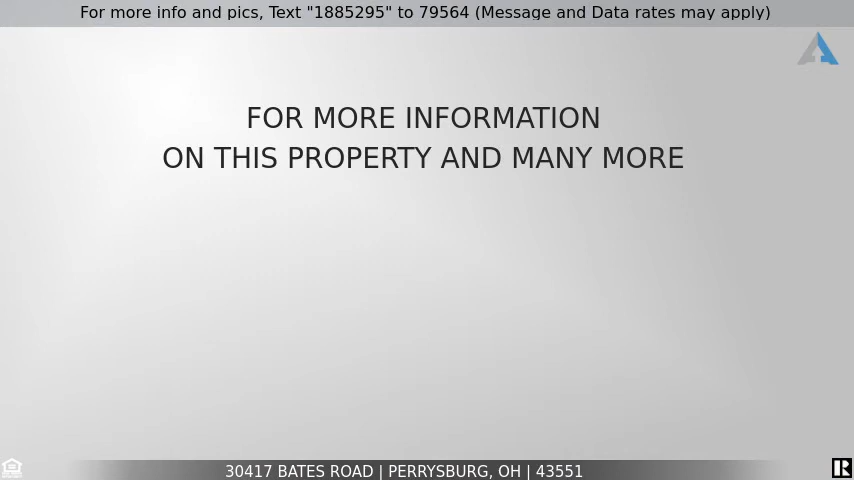 For more info and pics, Text "1885295" to 79564 (Message and Data rates may apply)
FOR MORE INFORMATION
ON THIS PROPERTY AND MANY MORE
30417 BATES ROAD | PERRYSBURG, OH | 43551